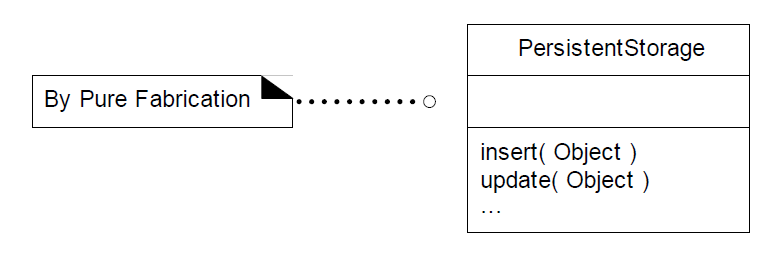 PersistentStorage
By Pure Fabrication
insert( Object )
update( Object )
...